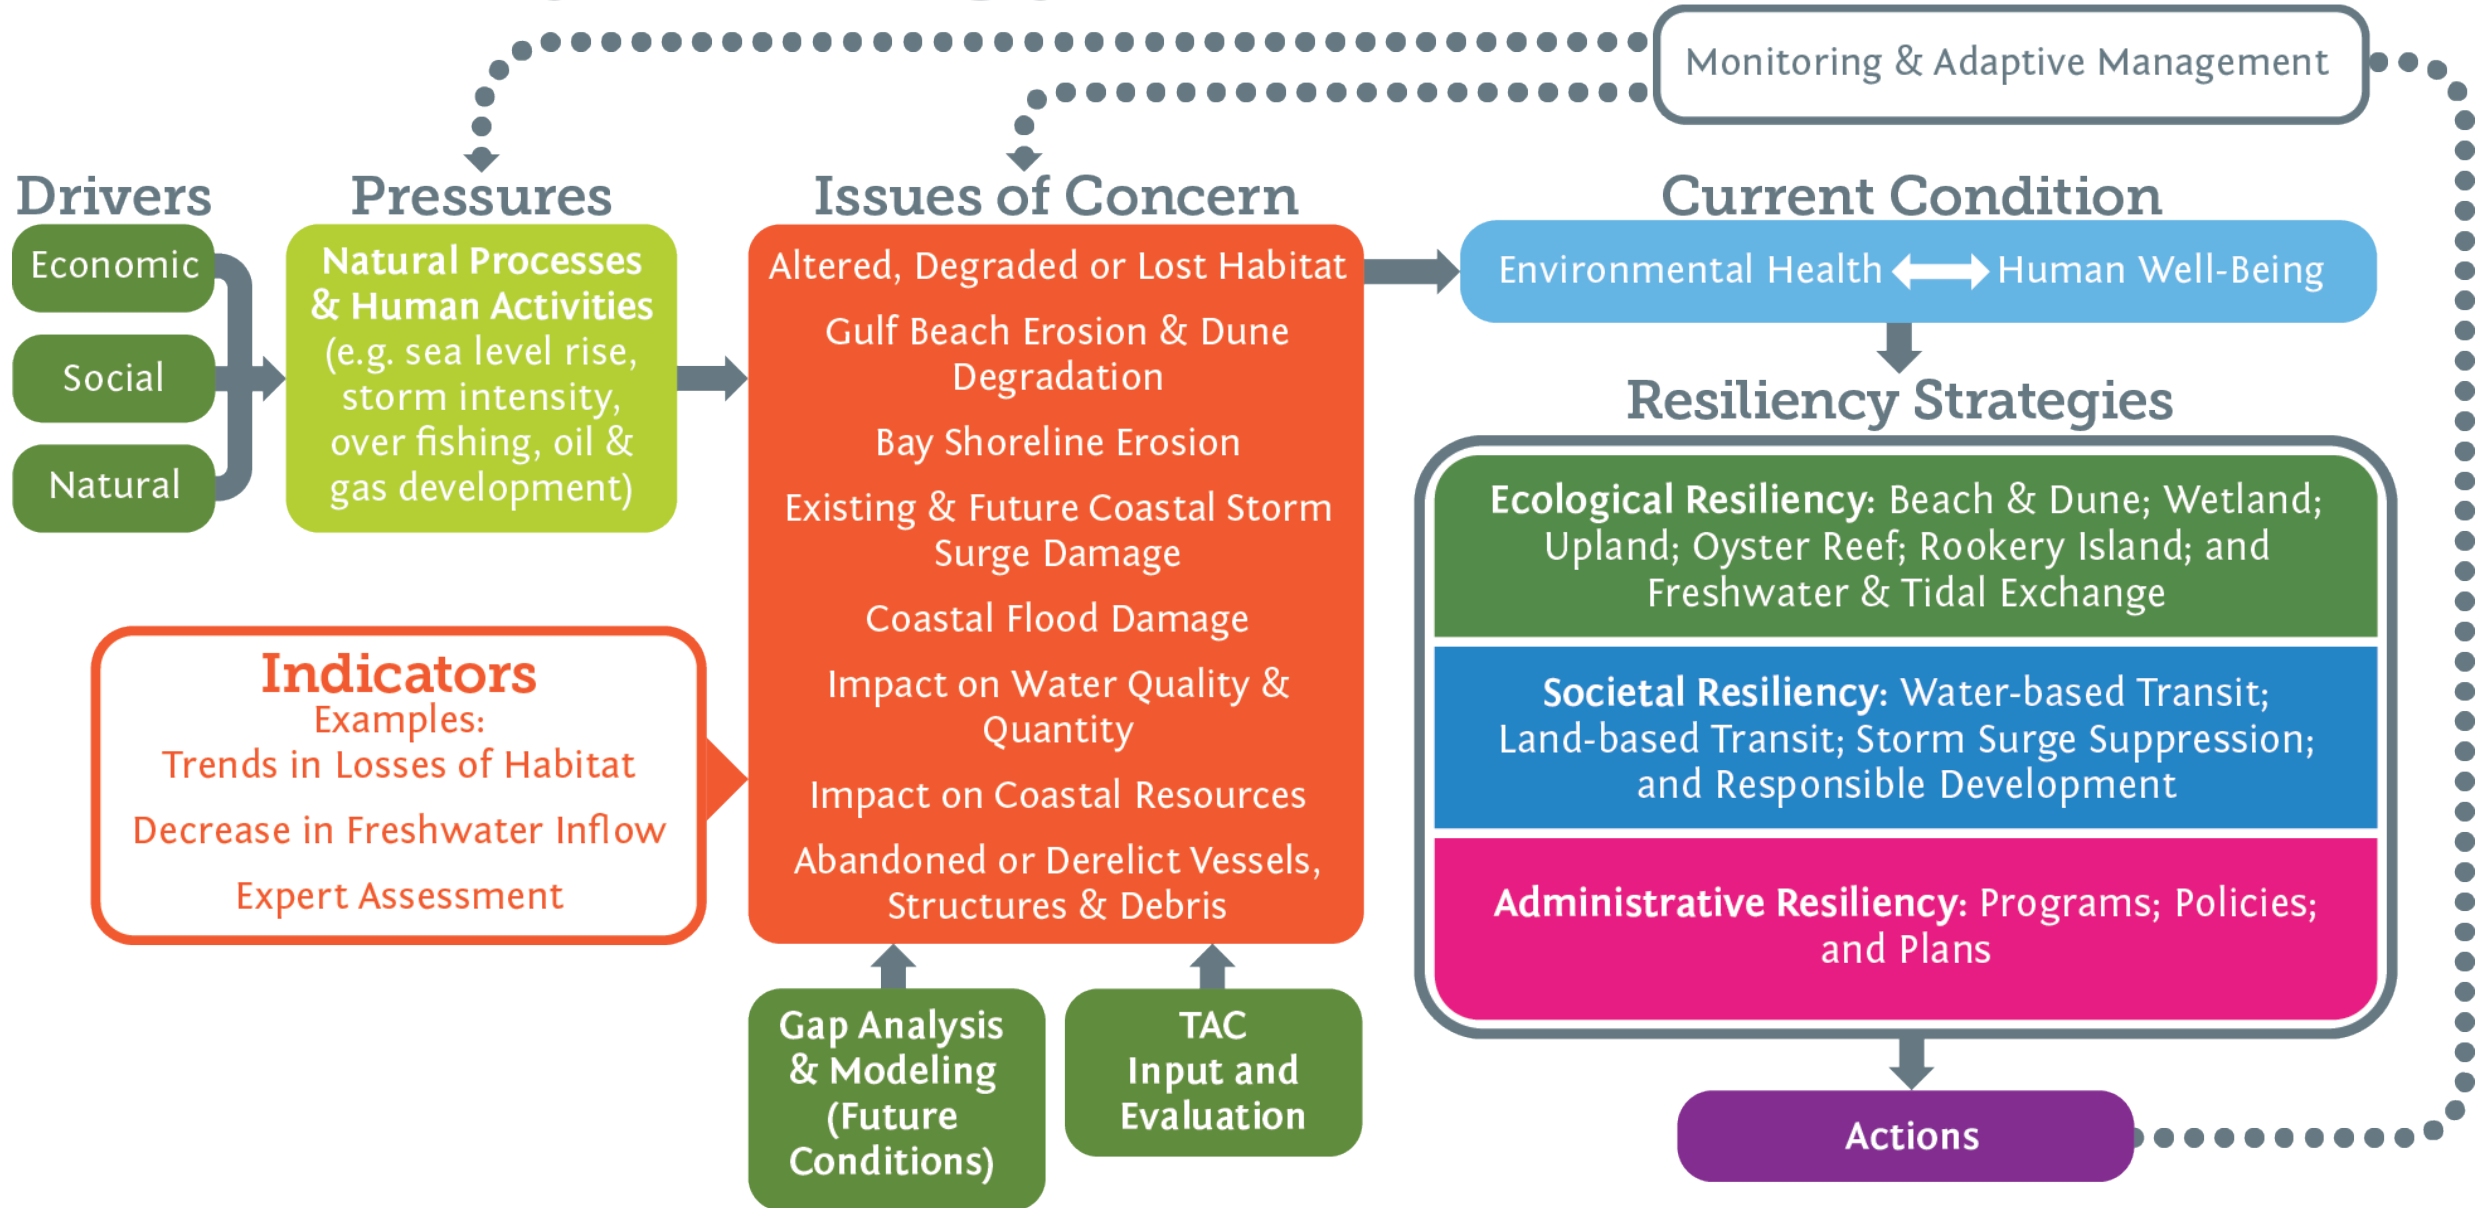 Monitoring & Adaptive Management
Drivers
Economic
Social
Natural
Pressures
Natural Processes
& Human Activities
(e.g. sea level rise,
storm intensity,
over fishing, oil &
gas development)
Indicators
Examples:
Trends in Losses of Habitat
Decrease in Freshwater Inflow
Expert Assessment
Issues of Concern
Altered, Degraded or Lost Habitat
Gulf Beach Erosion & Dune
Degradation
Bay Shoreline Erosion
Existing & Future Coastal Storm
Surge Damage
Coastal Flood Damage
Impact on Water Quality &
Quantity
Impact on Coastal Resources
Abandoned or Derelict Vessels,
Structures & Debris
Gap Analysis
& Modeling
(Future
Conditions)
TAC
Input and
Evaluation
Current Condition
Environmental Health
Human Well-Being
Resiliency Strategies
Ecological Resiliency: Beach & Dune; Wetland;
Upland; Oyster Reef; Rookery Island; and
Freshwater & Tidal Exchange
Societal Resiliency: Water-based Transit;
Land-based Transit; Storm Surge Suppression;
and Responsible Development
Administrative Resiliency: Programs; Policies;
and Plans
Actions